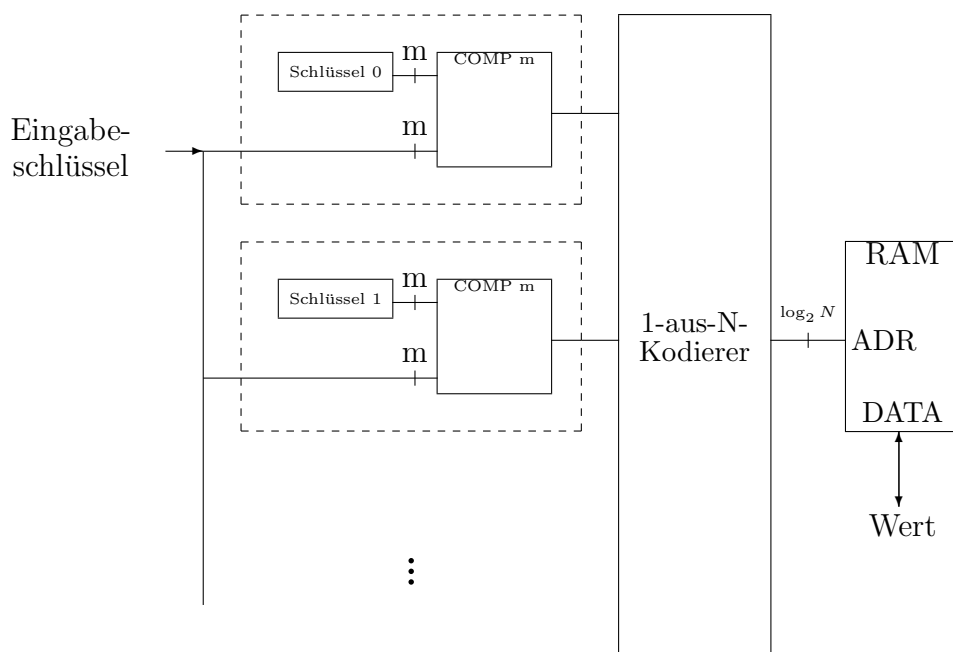 m
COMP m
Schlüssel 0
m
Eingabe-
schlüssel
m
COMP m
Schlüssel 1
m
1-aus-N-
Kodierer
log₂ N
RAM
ADR
DATA
Wert